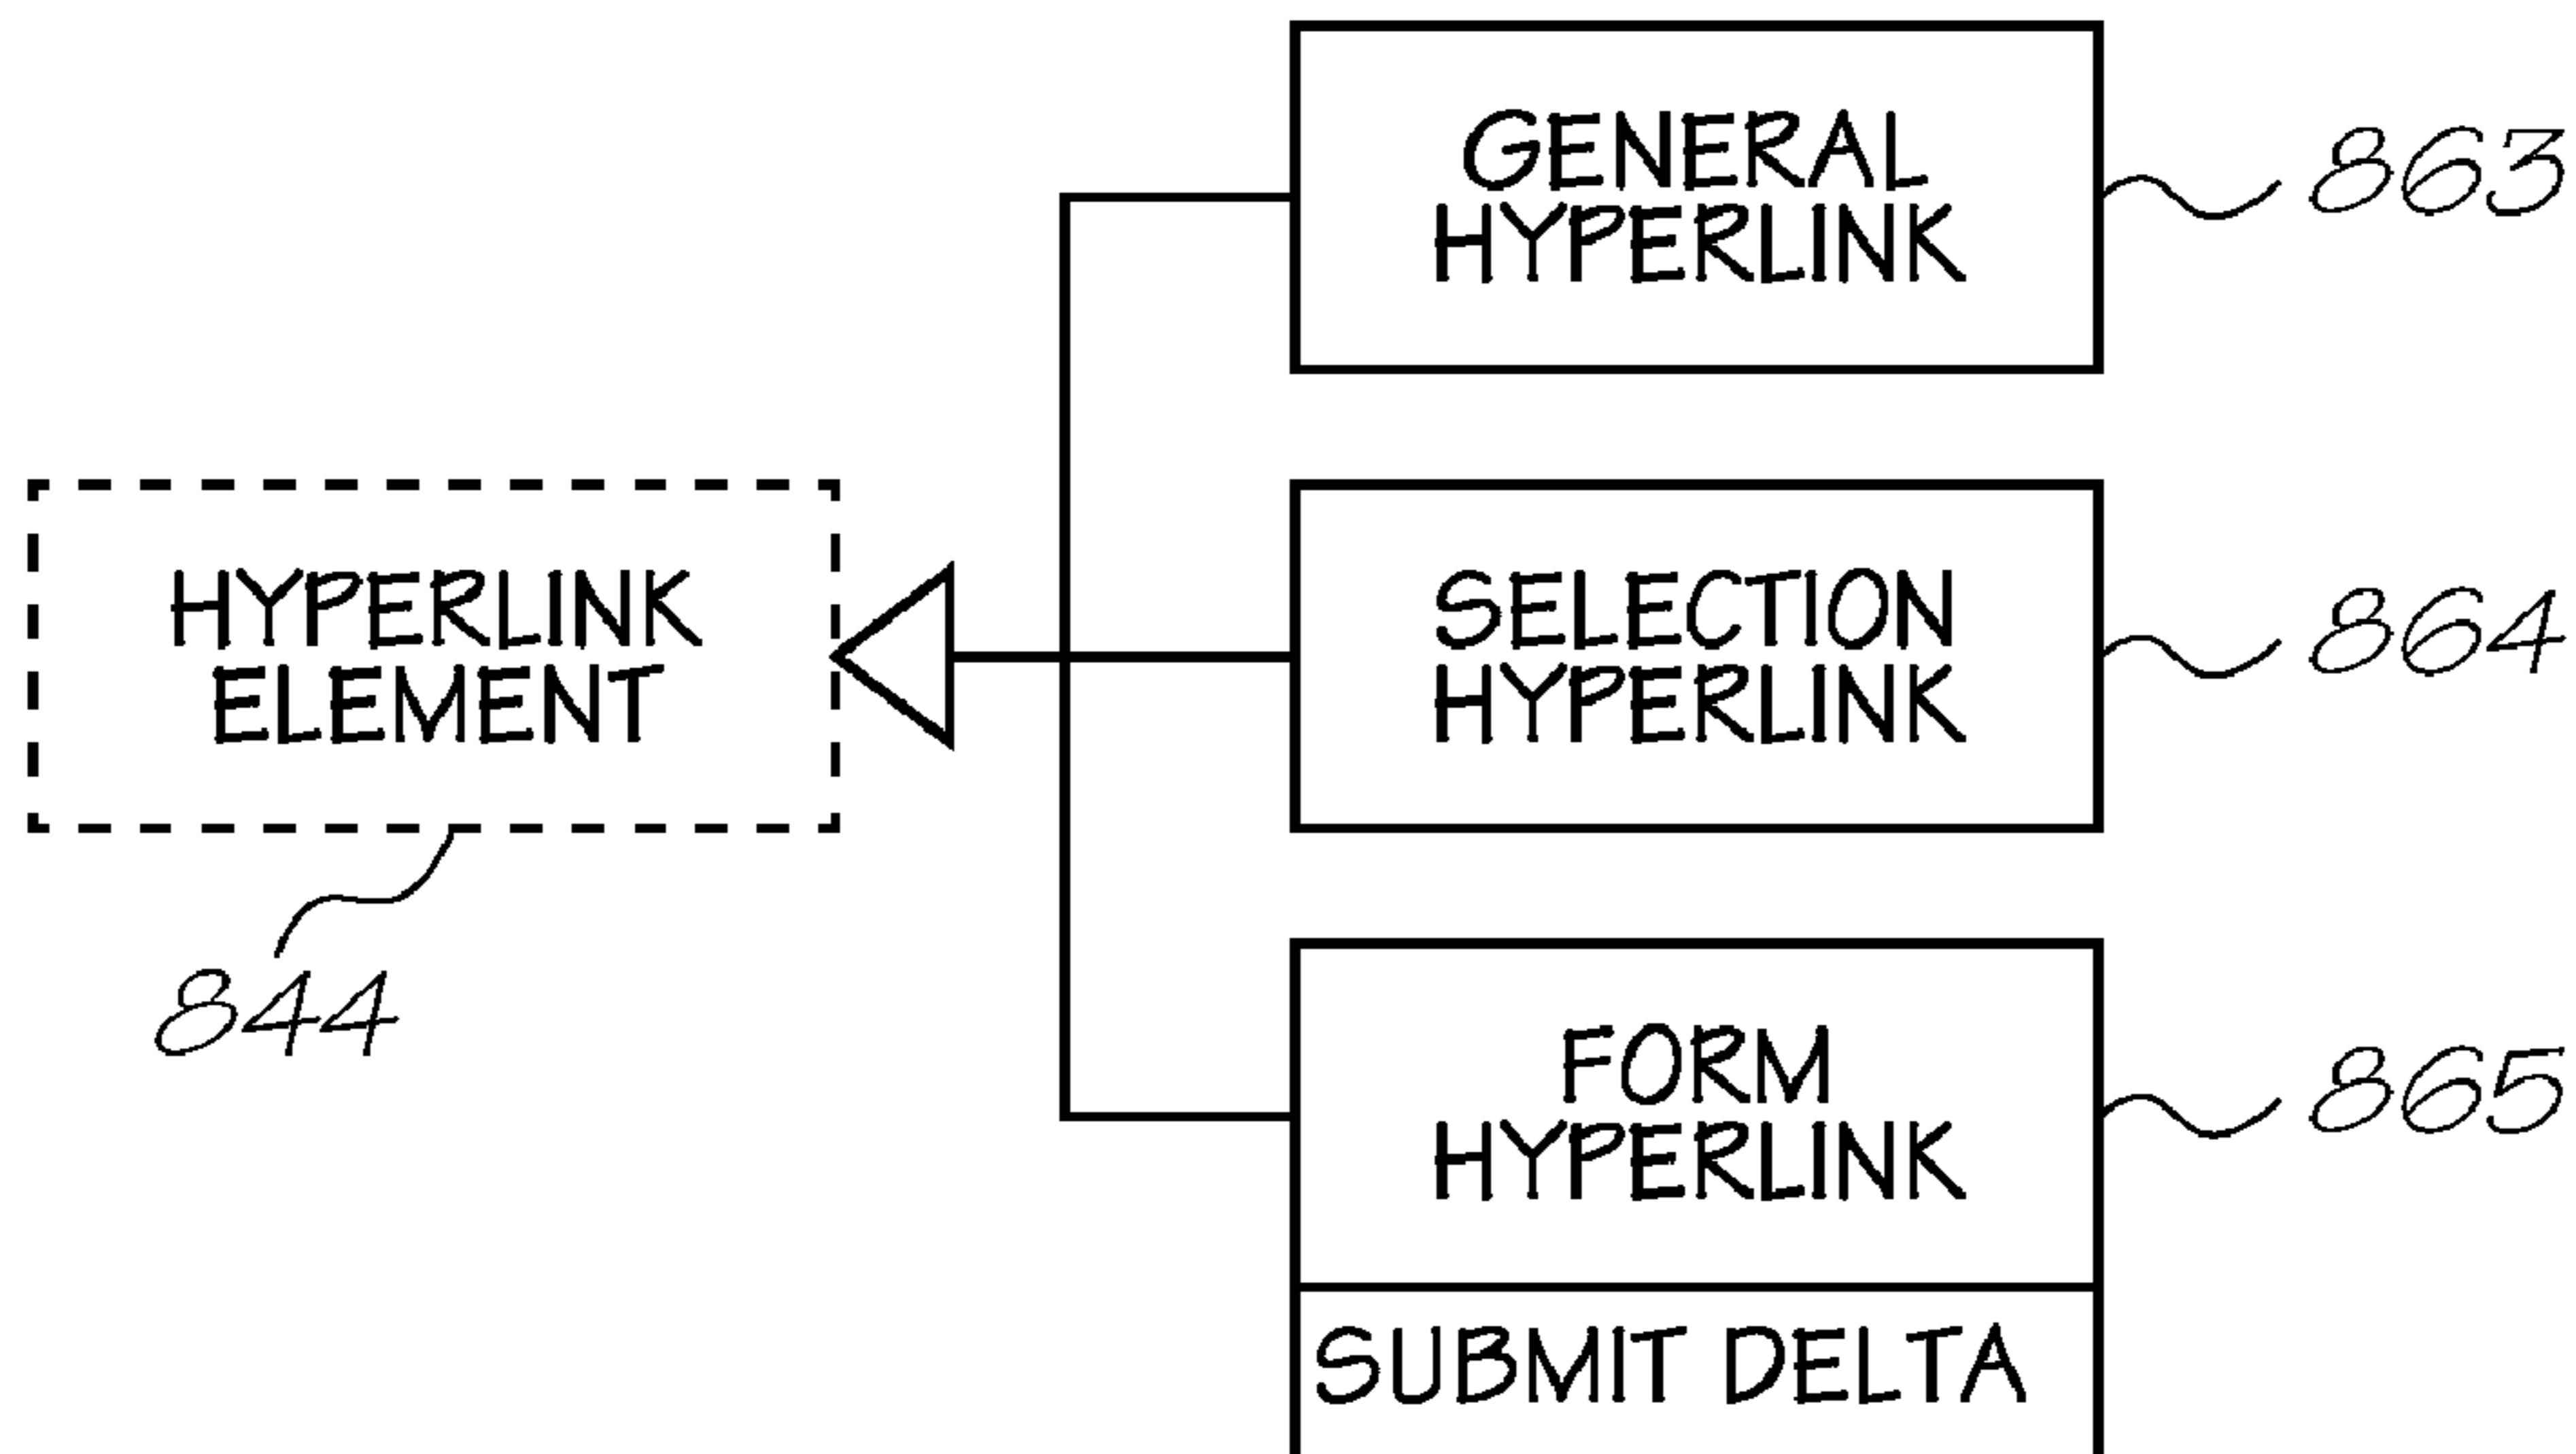 GENERAL
HYPERLINK
863
HYPERLINK
ELEMENT
844
SELECTION
HYPERLINK
864
FORM
HYPERLINK
865
SUBMIT DELTA